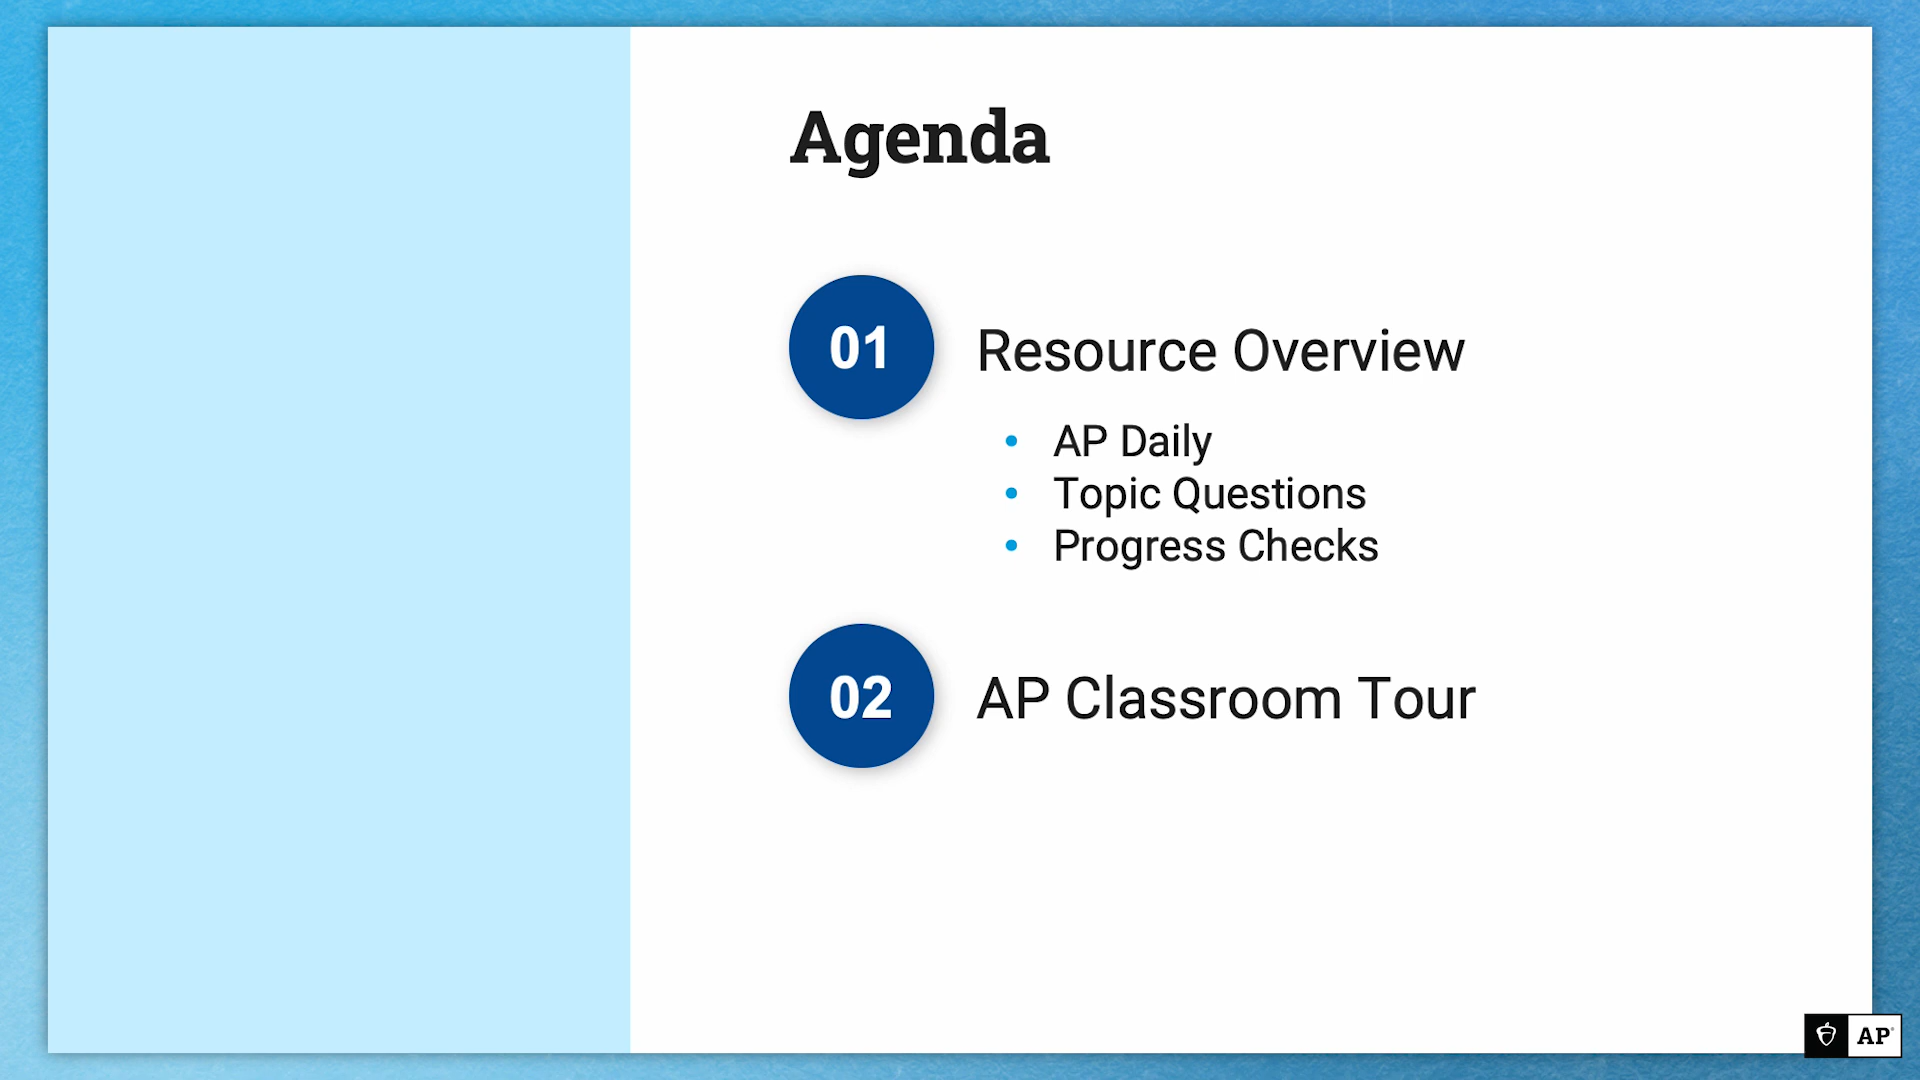 Agenda
01
Resource Overview
• AP Daily
• Topic Questions
• Progress Checks
02
AP Classroom Tour
AP®